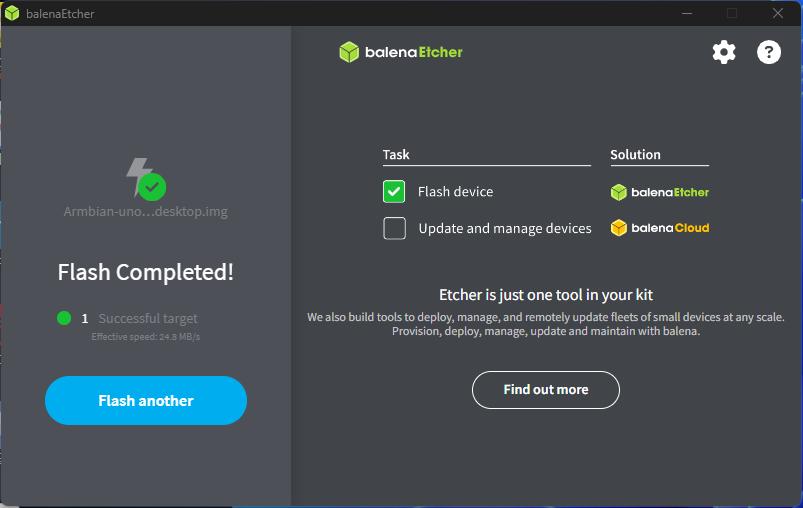 balenaEtcher
balenaEtcher
Task
Solution
Flash device
balenaEtcher
Update and manage devices
balenaCloud
Armbian-uno...desktop.img
Flash Completed!
1 Successful target
Effective speed: 24.8 MB/s
Flash another
Etcher is just one tool in your kit
We also build tools to deploy, manage, and remotely update fleets of small devices at any scale.
Provision, deploy, manage, update and maintain with balena.
Find out more